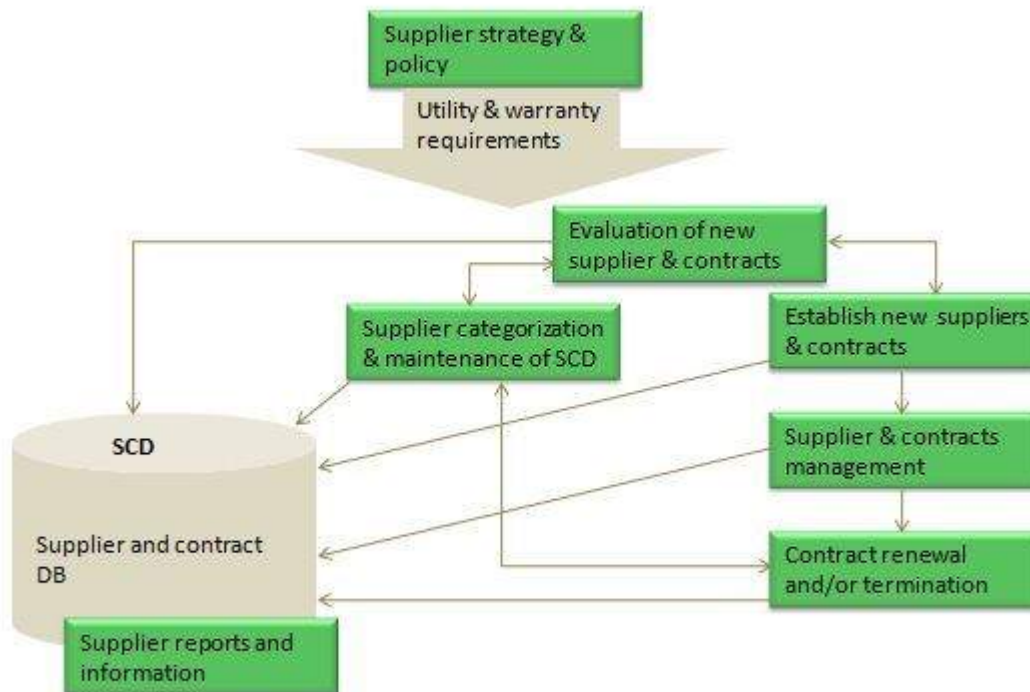 Supplier strategy &
policy
Utility & warranty
requirements
Evaluation of new
supplier & contracts
Supplier categorization
& maintenance of SCD
Establish new suppliers
& contracts
SCD
Supplier & contracts
management
Supplier and contract
DB
Contract renewal
and/or termination
Supplier reports and
information